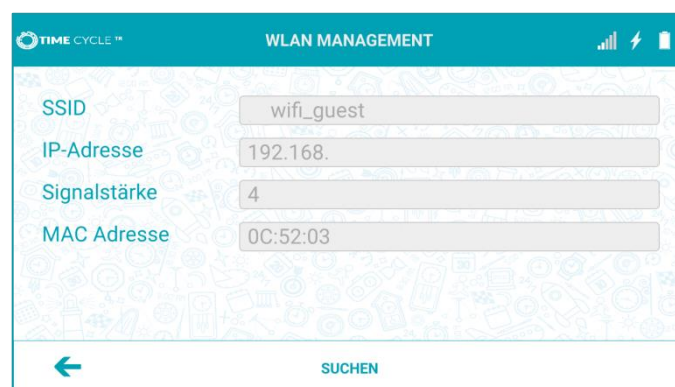 TIME CYCLE ™
WLAN MANAGEMENT
SSID
wifi_guest
IP-Adresse
192.168.
Signalstärke
4
MAC Adresse
0C:52:03
SUCHEN